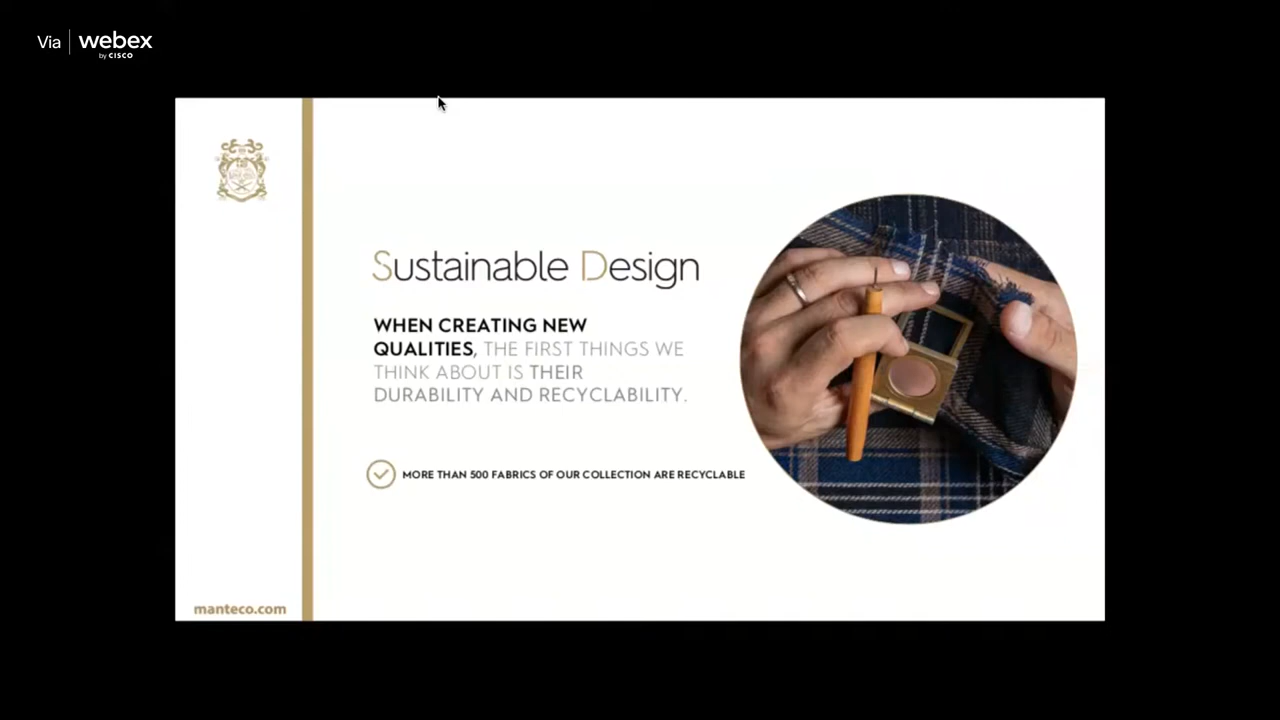 Via webex
by CISCO
Sustainable Design
WHEN CREATING NEW
QUALITIES, THE FIRST THINGS WE
THINK ABOUT IS THEIR
DURABILITY AND RECYCLABILITY.
MORE THAN 500 FABRICS OF OUR COLLECTION ARE RECYCLABLE
manteco.com